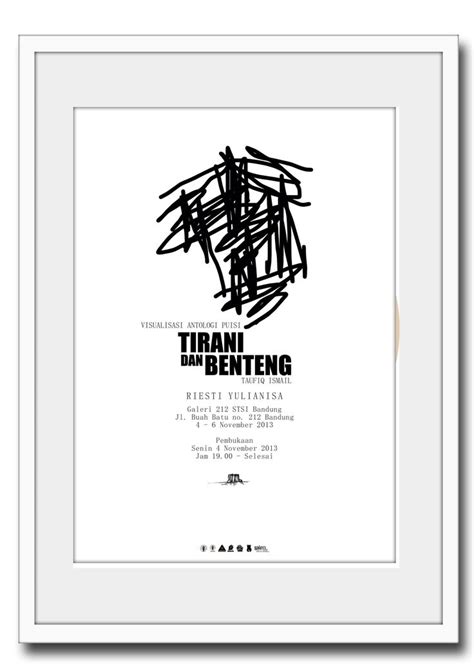 VISUALISASI ANTOLOGI PUISI
TIRANI
DAN BENTENG
TAUFIQ ISMAIL
RIESTI YULIANISA
Galeri 212 STSI Bandung
Jl. Buah Batu no. 212 Bandung
4 - 6 November 2013
Pembukaan
Senin 4 November 2013
Jam 19.00 - Selesai